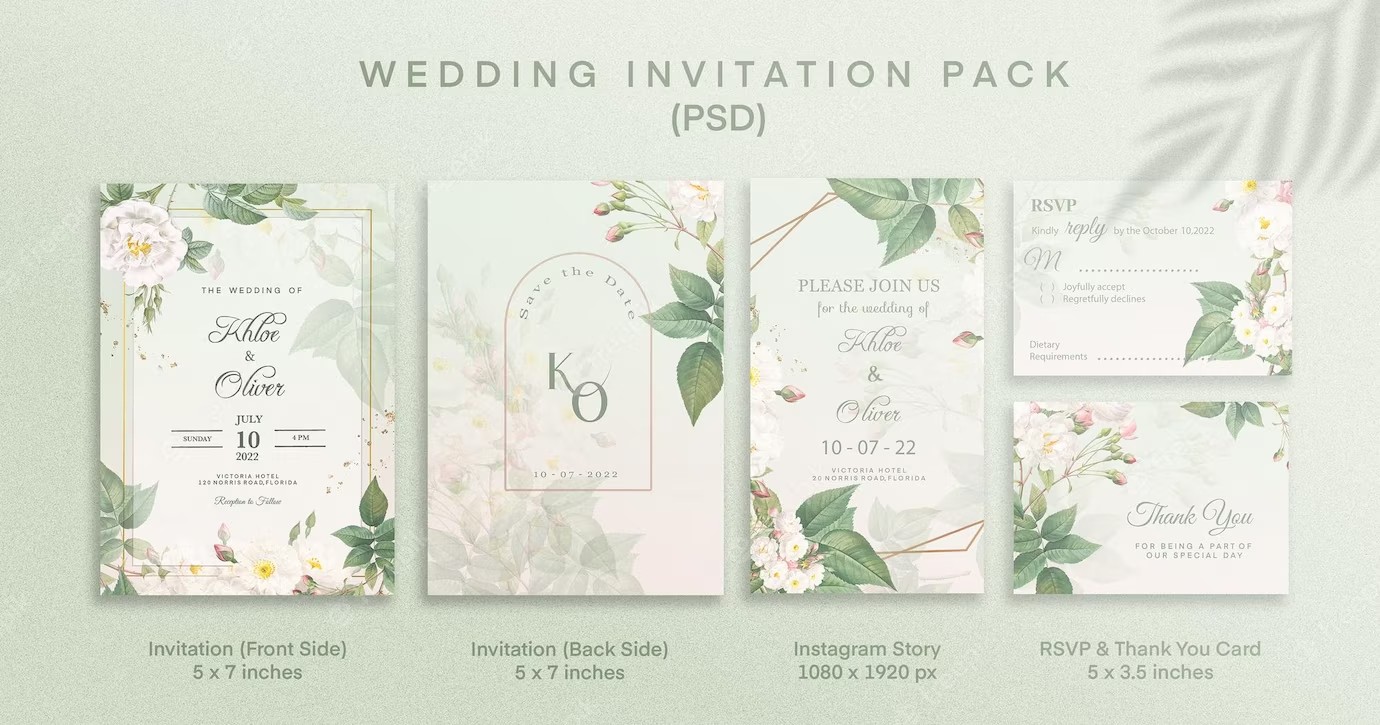 WEDDING INVITATION PACK
(PSD)
THE WEDDING OF
Khloe
&
Oliver
JULY
SUNDAY 10 4 PM
2022
VICTORIA HOTEL
120 NORRIS ROAD,FLORIDA
Reception to Follow
Save the Date
KO
10-07-2022
PLEASE JOIN US
for the wedding of
Khloe
&
Oliver
10-07-22
VICTORIA HOTEL
20 NORRIS ROAD,FLORIDA
RSVP
Kindly reply by the October 10,2022
M
( ) Joyfully accept
( ) Regretfully declines
Dietary
Requirements
Thank You
FOR BEING A PART OF
OUR SPECIAL DAY
Invitation (Front Side)
5 x 7 inches
Invitation (Back Side)
5 x 7 inches
Instagram Story
1080 x 1920 px
RSVP & Thank You Card
5 x 3.5 inches